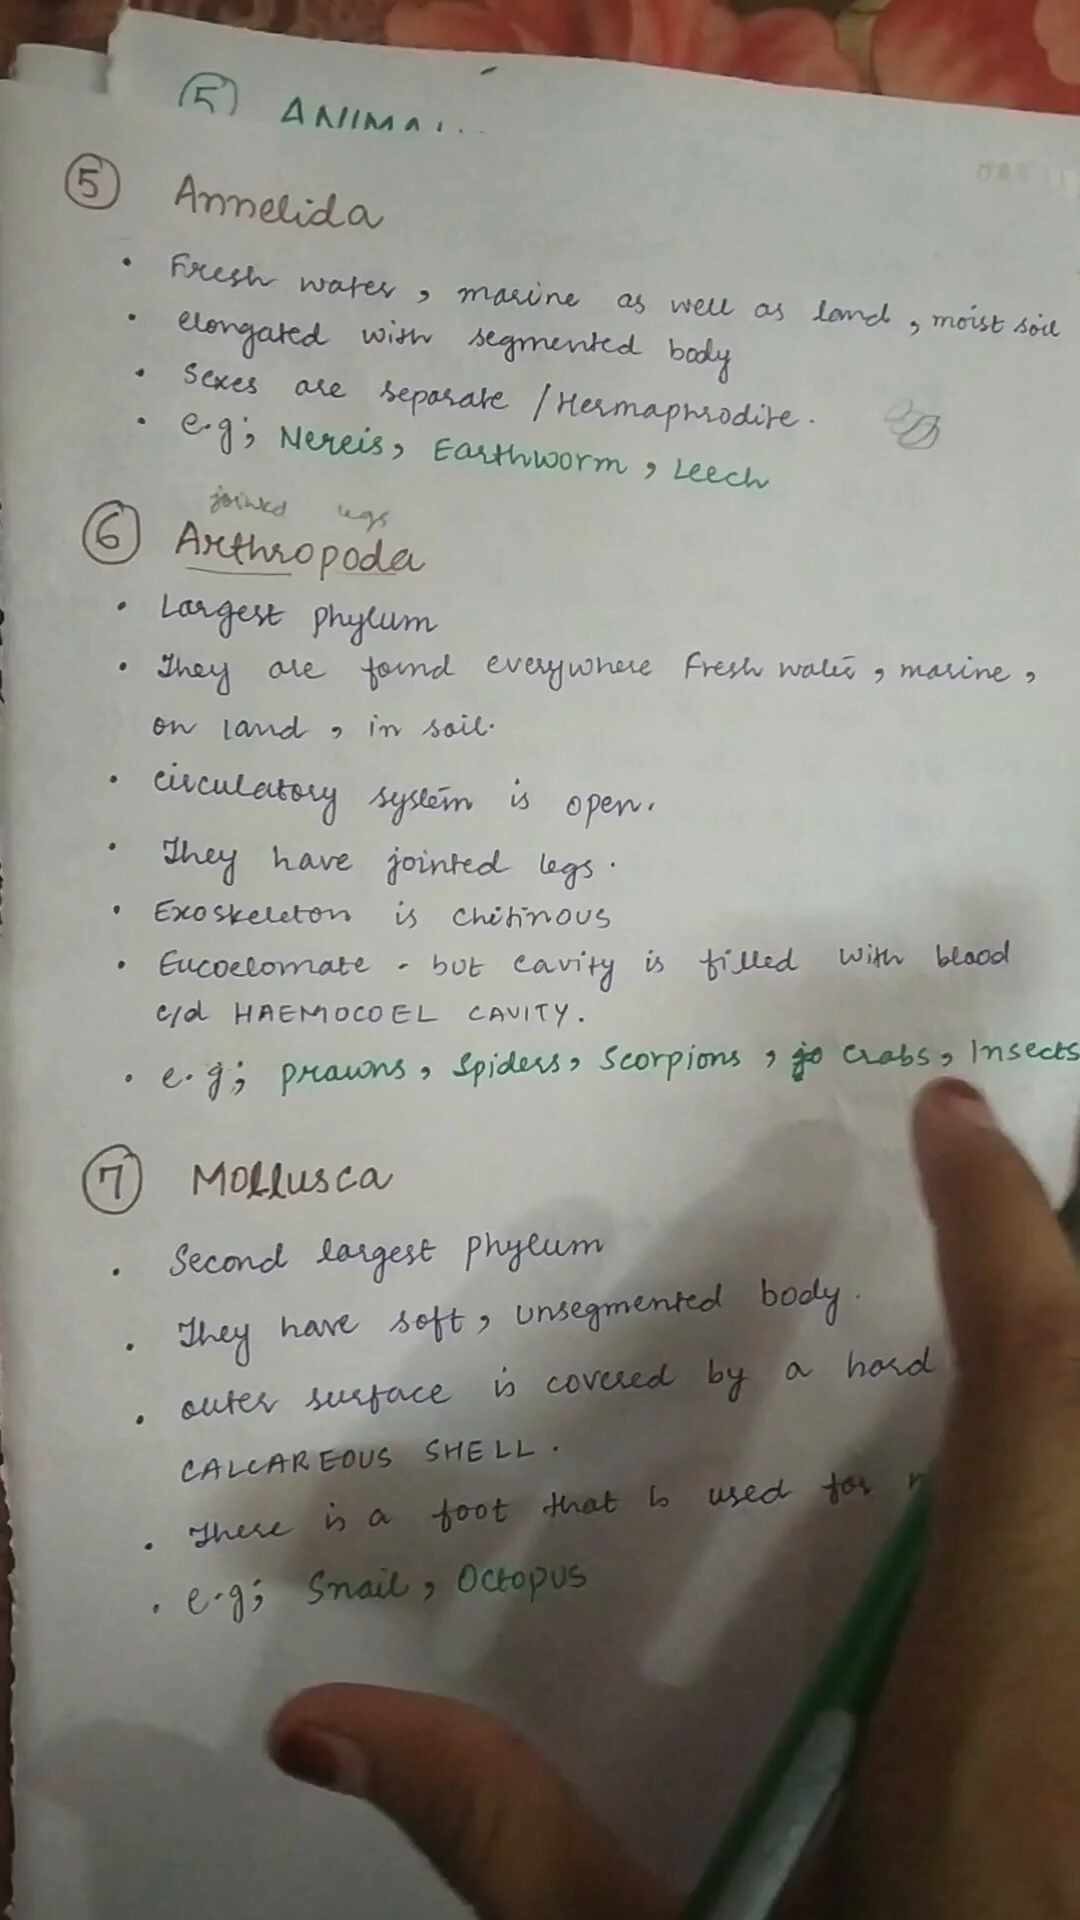 5 ANIMA
5 Annelida
• Fresh water, marine as well as land, moist soil
• elongated with segmented body
• Sexes are separate / Hermaphrodite.
• e.g; Nereis, Earthworm, Leech
jointed legs
6 Arthropoda
• Largest phylum
• They are found everywhere fresh water, marine,
on land, in soil.
• circulatory system is open.
• They have jointed legs.
• Exoskeleton is chitinous
• Eucoelomate - but cavity is filled with blood
c/d HAEMOCOEL CAVITY.
• e.g; prawns, Spiders, Scorpions, crabs, Insects
7 Mollusca
• Second largest phylum
• They have soft, unsegmented body.
• outer surface is covered by a hard
CALCAREOUS SHELL.
• There is a foot that is used for
• e.g; Snail, Octopus